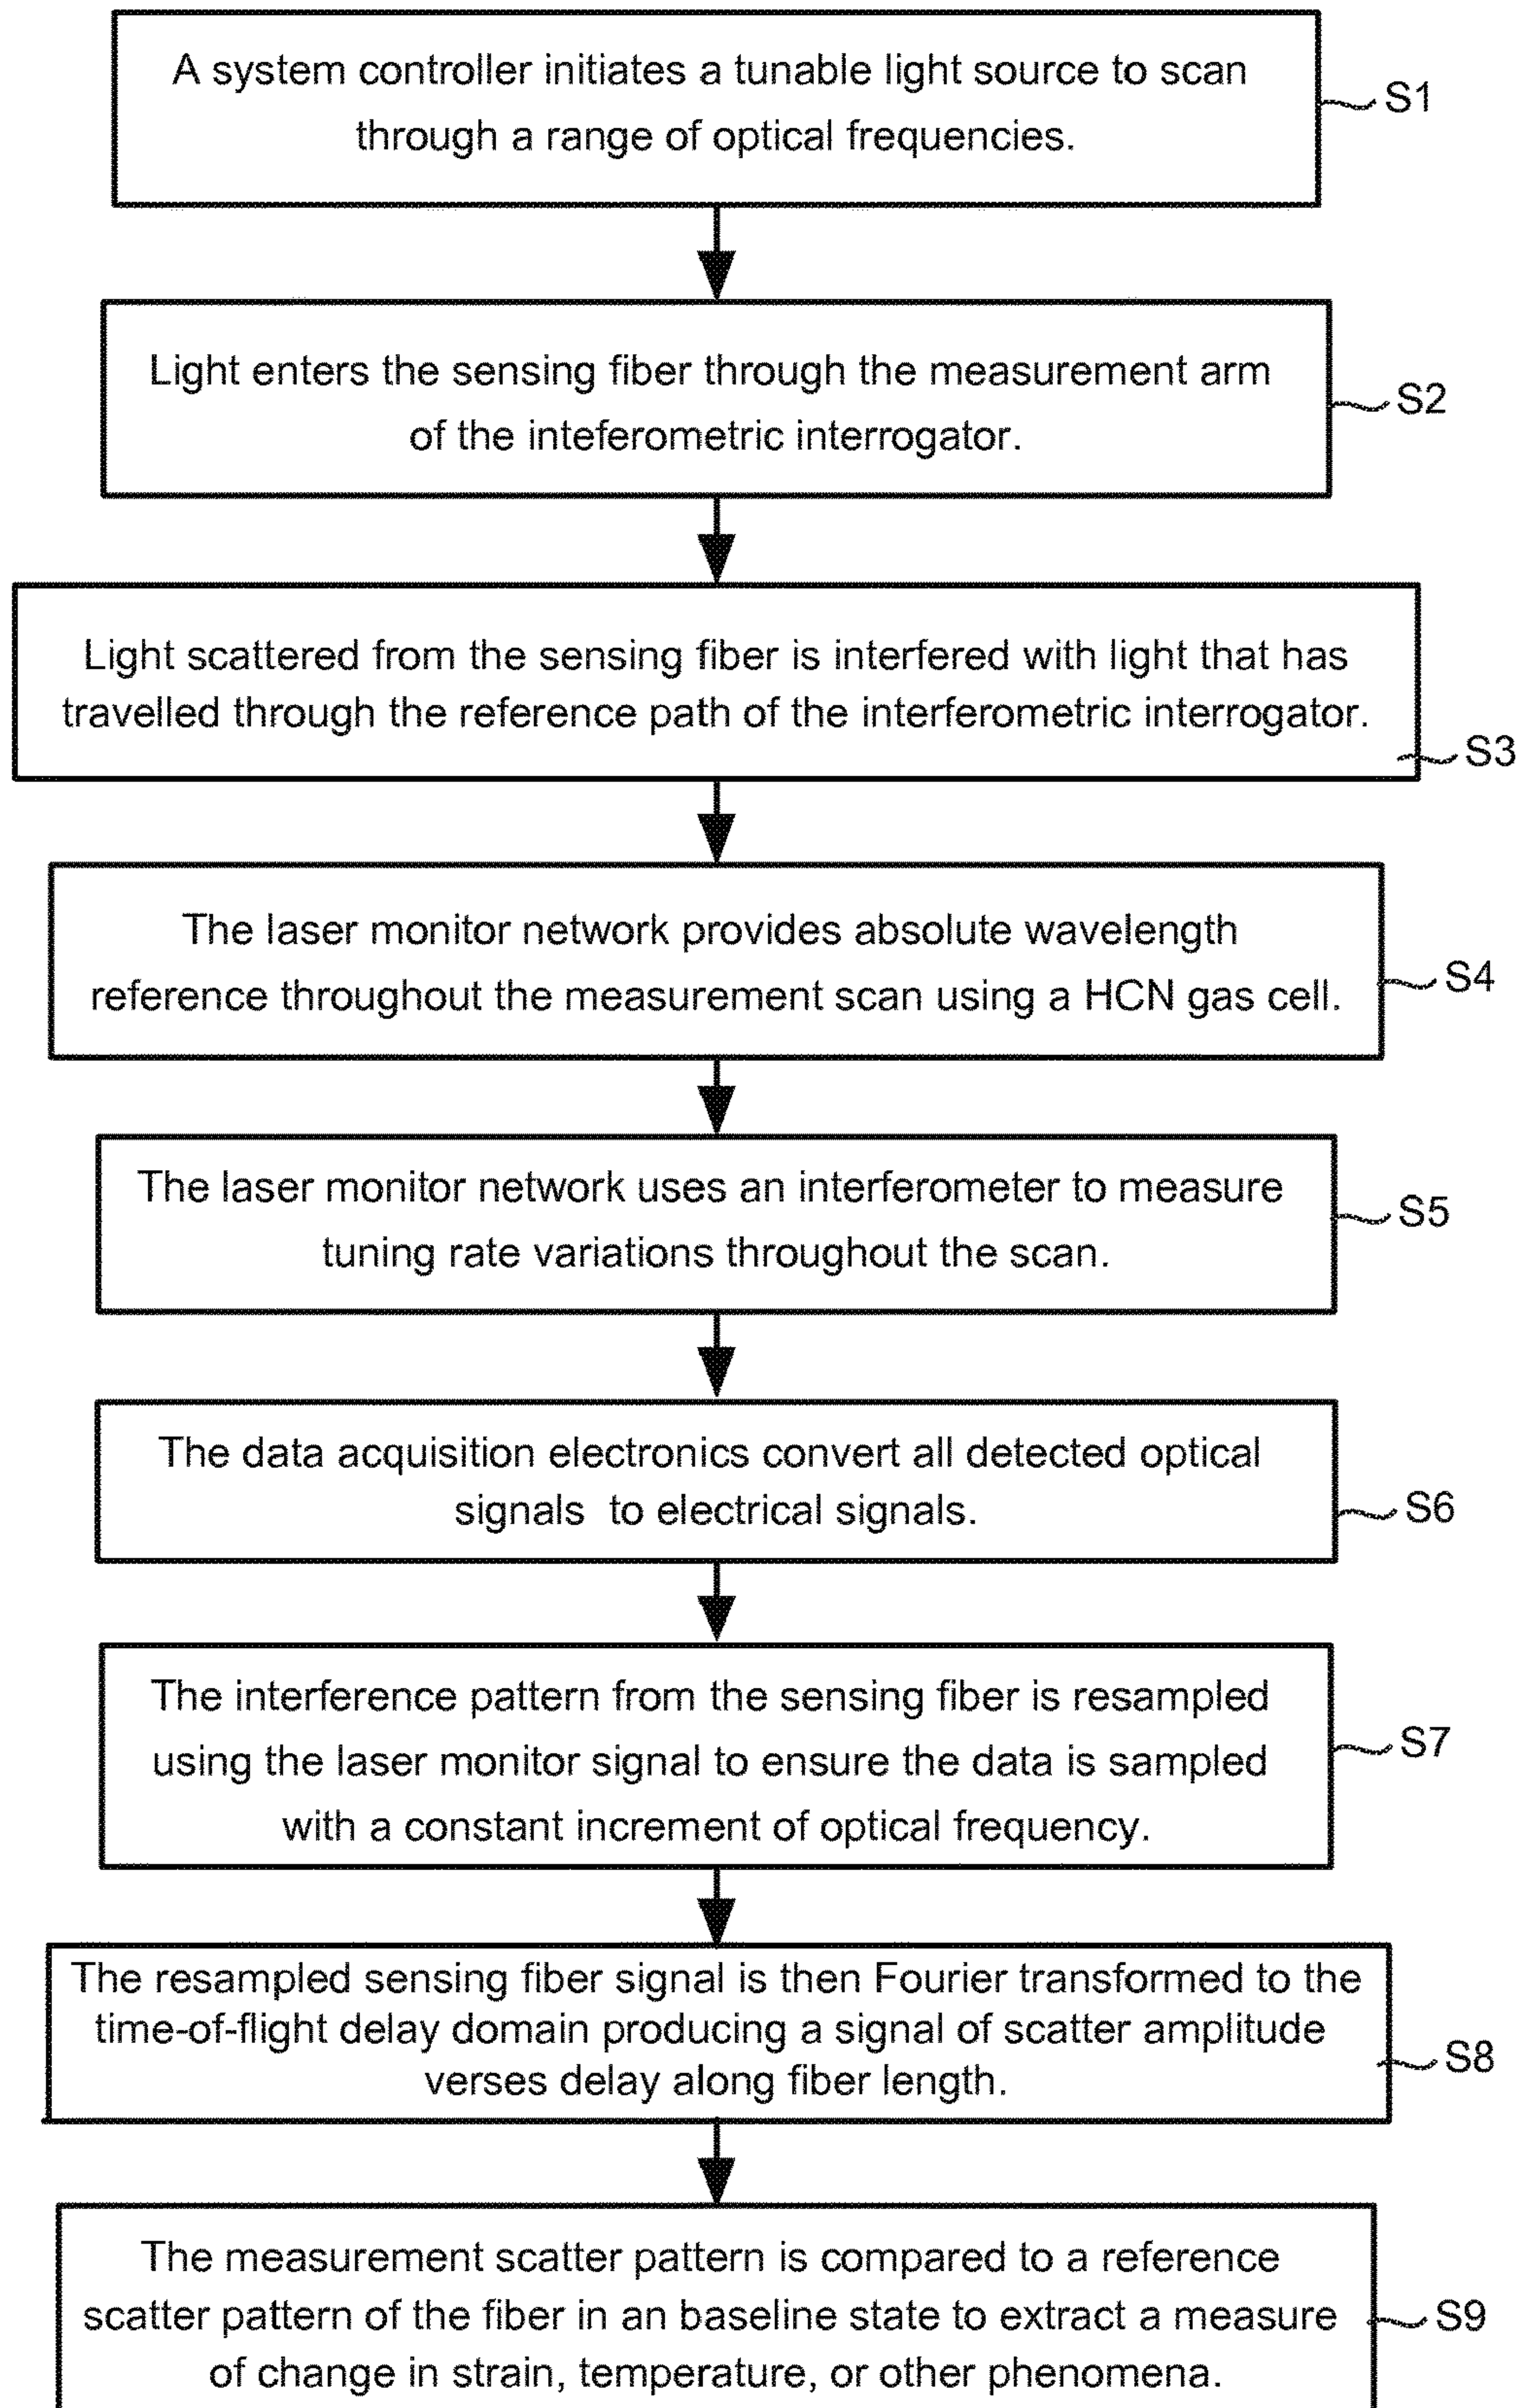 A system controller initiates a tunable light source to scan
through a range of optical frequencies.
S1
Light enters the sensing fiber through the measurement arm
of the inteferometric interrogator.
S2
Light scattered from the sensing fiber is interfered with light that has
travelled through the reference path of the interferometric interrogator.
S3
The laser monitor network provides absolute wavelength
reference throughout the measurement scan using a HCN gas cell.
S4
The laser monitor network uses an interferometer to measure
tuning rate variations throughout the scan.
S5
The data acquisition electronics convert all detected optical
signals  to electrical signals.
S6
The interference pattern from the sensing fiber is resampled
using the laser monitor signal to ensure the data is sampled
with a constant increment of optical frequency.
S7
The resampled sensing fiber signal is then Fourier transformed to the
time-of-flight delay domain producing a signal of scatter amplitude
verses delay along fiber length.
S8
The measurement scatter pattern is compared to a reference
scatter pattern of the fiber in an baseline state to extract a measure
of change in strain, temperature, or other phenomena.
S9